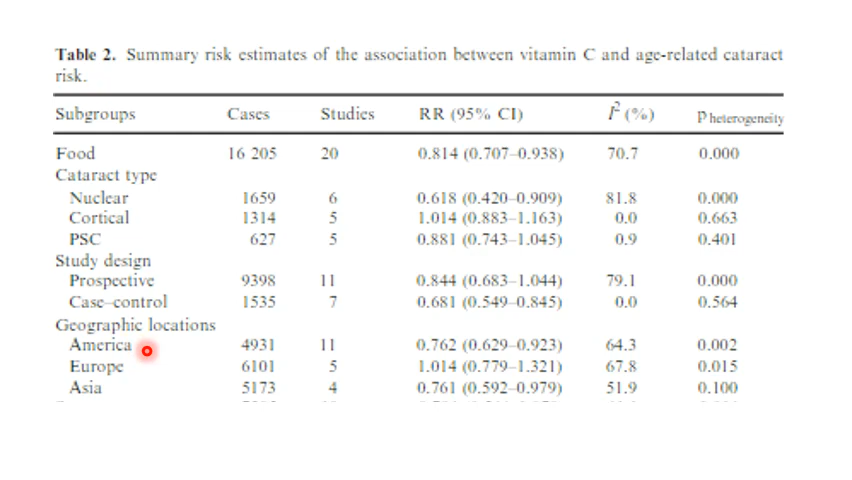 Table 2. Summary risk estimates of the association between vitamin C and age-related cataract
risk.
Subgroups Cases Studies RR (95% CI) I² (%) p heterogeneity
Food 16 205 20 0.814 (0.707–0.938) 70.7 0.000
Cataract type
Nuclear 1659 6 0.618 (0.420–0.909) 81.8 0.000
Cortical 1314 5 1.014 (0.883–1.163) 0.0 0.663
PSC 627 5 0.881 (0.743–1.045) 0.9 0.401
Study design
Prospective 9398 11 0.844 (0.683–1.044) 79.1 0.000
Case–control 1535 7 0.681 (0.549–0.845) 0.0 0.564
Geographic locations
America 4931 11 0.762 (0.629–0.923) 64.3 0.002
Europe 6101 5 1.014 (0.779–1.321) 67.8 0.015
Asia 5173 4 0.761 (0.592–0.979) 51.9 0.100